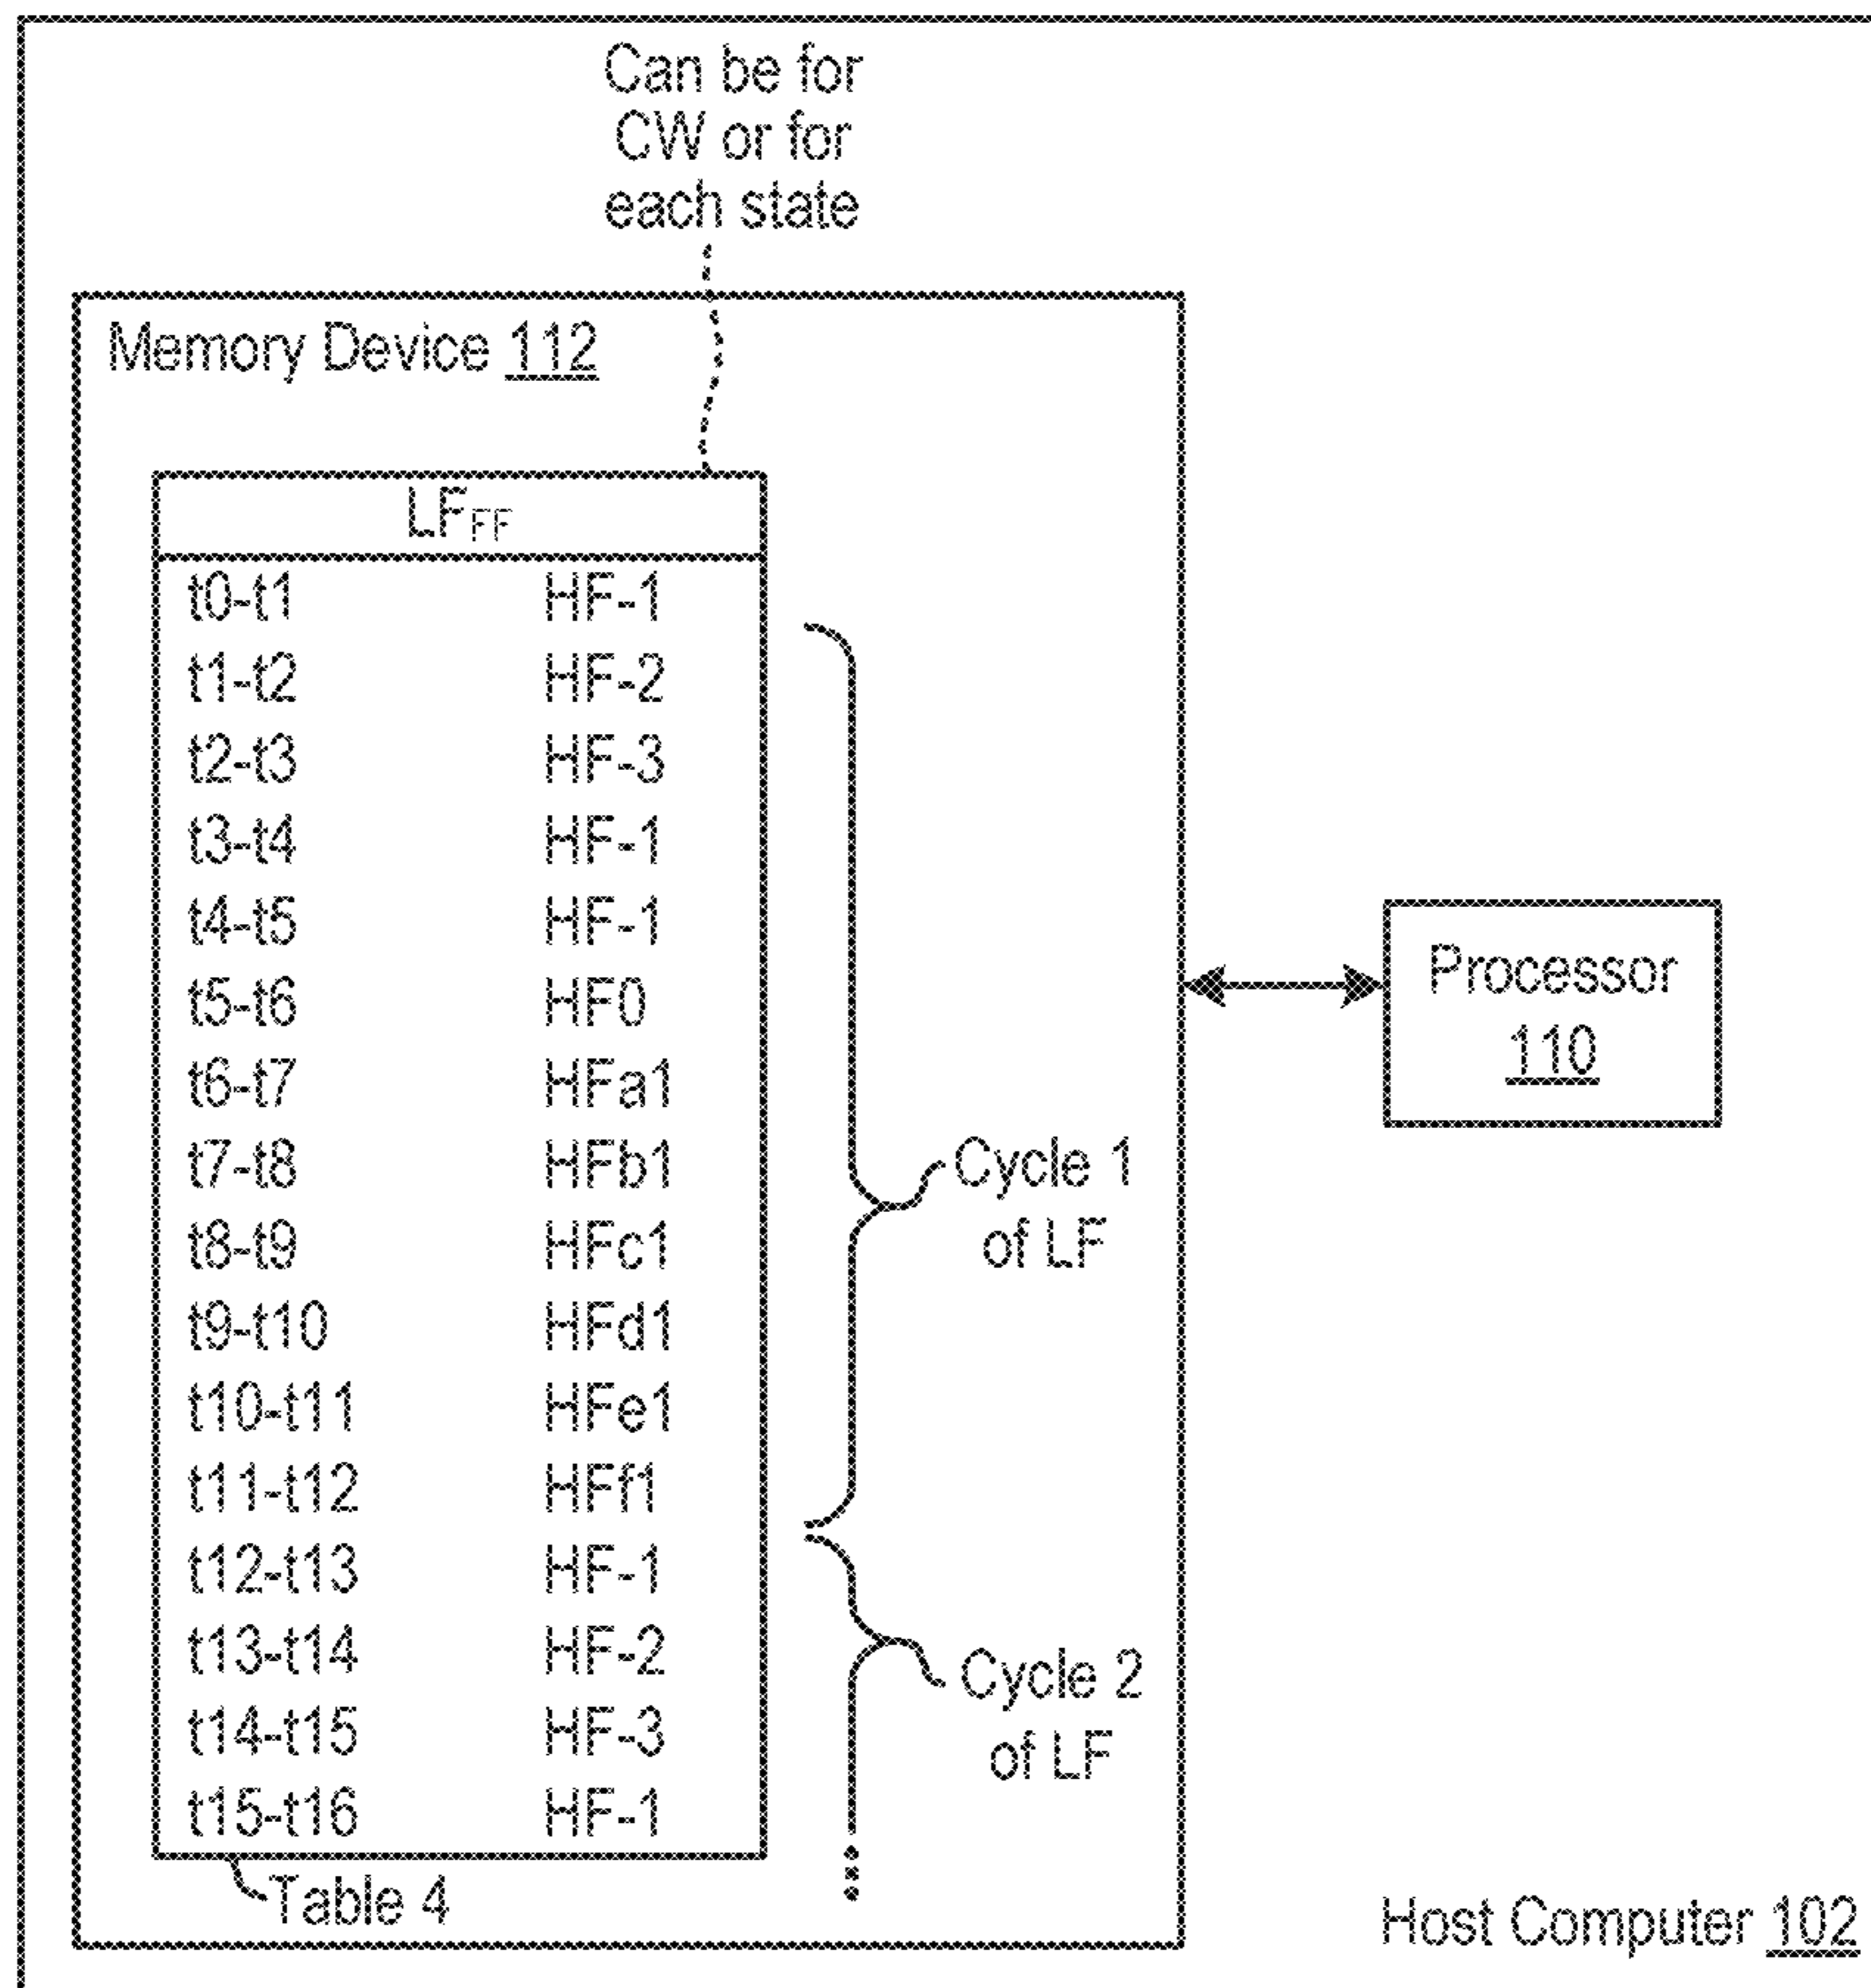 Can be for
CW or for
each state
Memory Device 112
LFFF
t0-t1 HF-1
t1-t2 HF-2
t2-t3 HF-3
t3-t4 HF-1
t4-t5 HF-1
t5-t6 HF0
t6-t7 HFa1
t7-t8 HFb1
t8-t9 HFc1
t9-t10 HFd1
t10-t11 HFe1
t11-t12 HFf1
t12-t13 HF-1
t13-t14 HF-2
t14-t15 HF-3
t15-t16 HF-1
Cycle 1
of LF
Cycle 2
of LF
Table 4
Processor
110
Host Computer 102